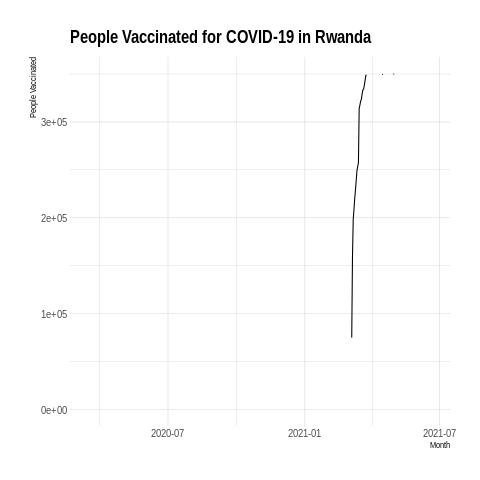 People Vaccinated for COVID-19 in Rwanda
People Vaccinated
3e+05
2e+05
1e+05
0e+00
2020-07
2021-01
2021-07
Month